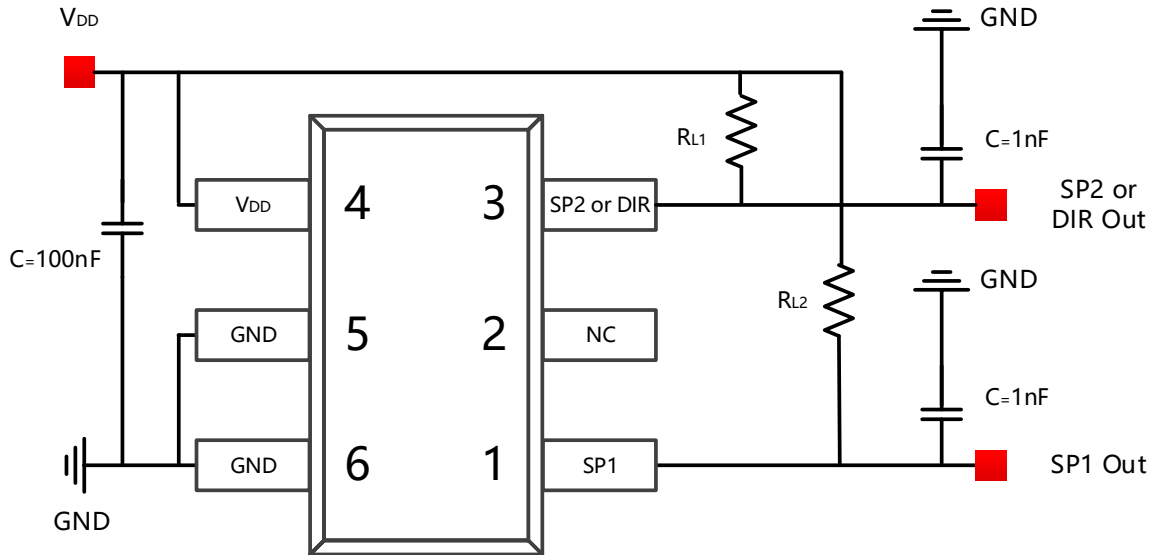 VDD
GND
RL1
C=1nF
VDD
4
3
SP2 or DIR
SP2 or
DIR Out
C=100nF
GND
RL2
GND
5
2
NC
C=1nF
GND
6
1
SP1
SP1 Out
GND